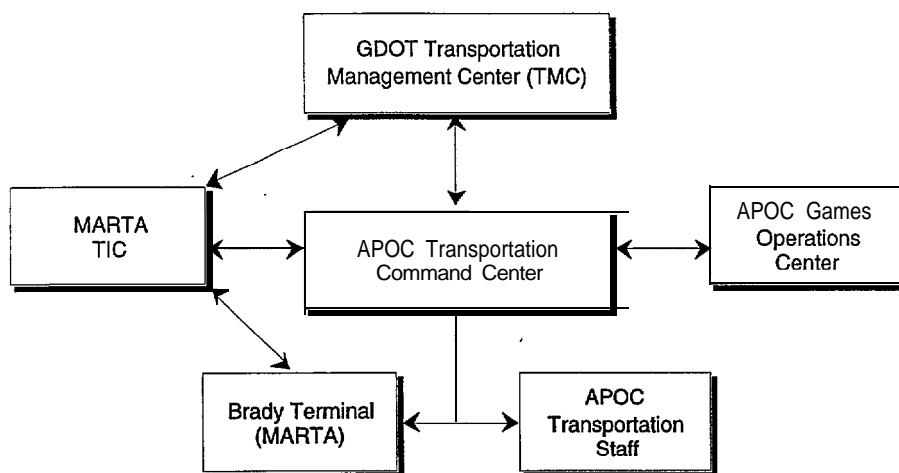 GDOT Transportation
Management Center (TMC)
MARTA
TIC
APOC Transportation
Command Center
APOC Games
Operations
Center
Brady Terminal
(MARTA)
APOC
Transportation
Staff